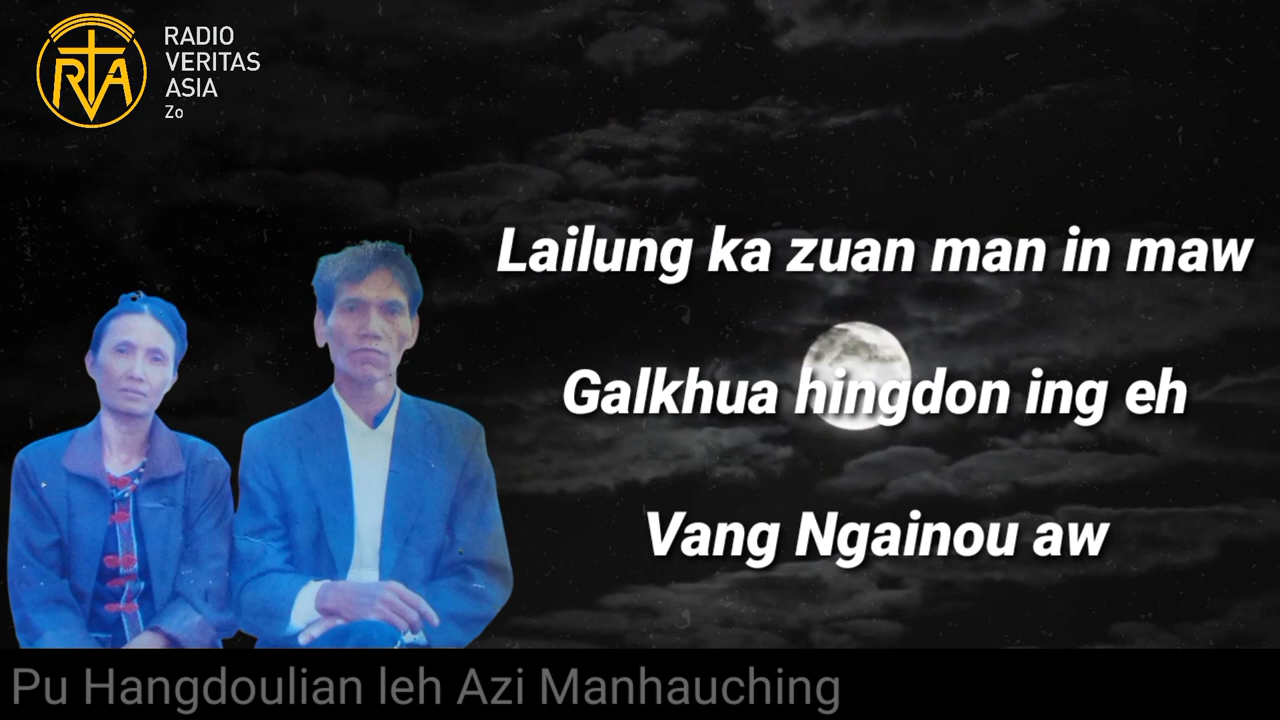 RTA
RADIO
VERITAS
ASIA
Zo
Lailung ka zuan man in maw
Galkhua hingdon ing eh
Vang Ngainou aw
Pu Hangdoulian leh Azi Manhauching